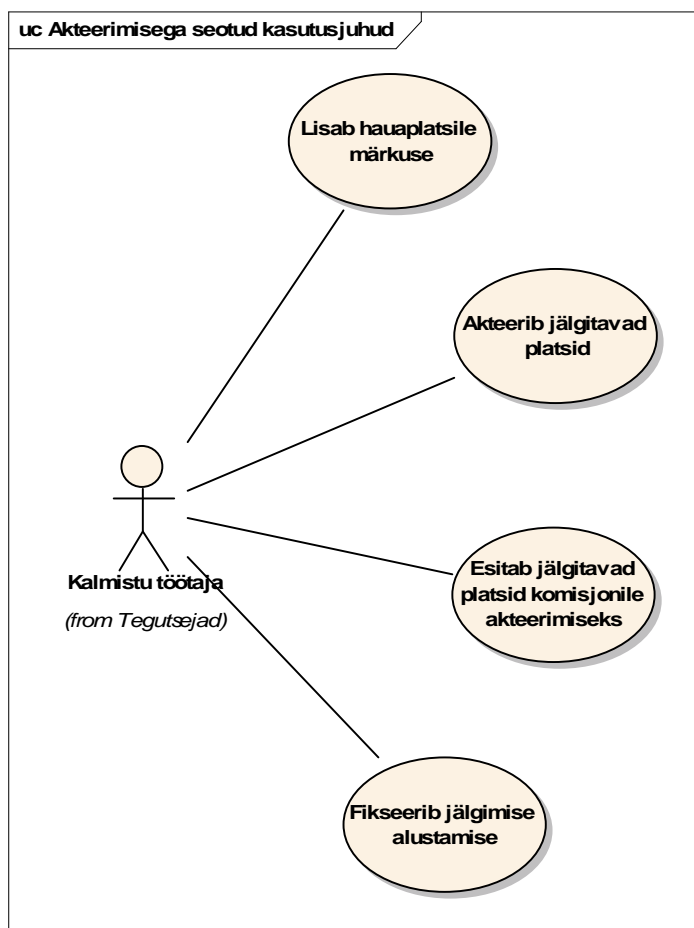 uc Akteerimisega seotud kasutusjuhud
Lisab hauaplatsile
märkuse
Akteerib jälgitavad
platsid
Kalmistu töötaja
(from Tegutsejad)
Esitab jälgitavad
platsid komisjonile
akteerimiseks
Fikseerib jälgimise
alustamise